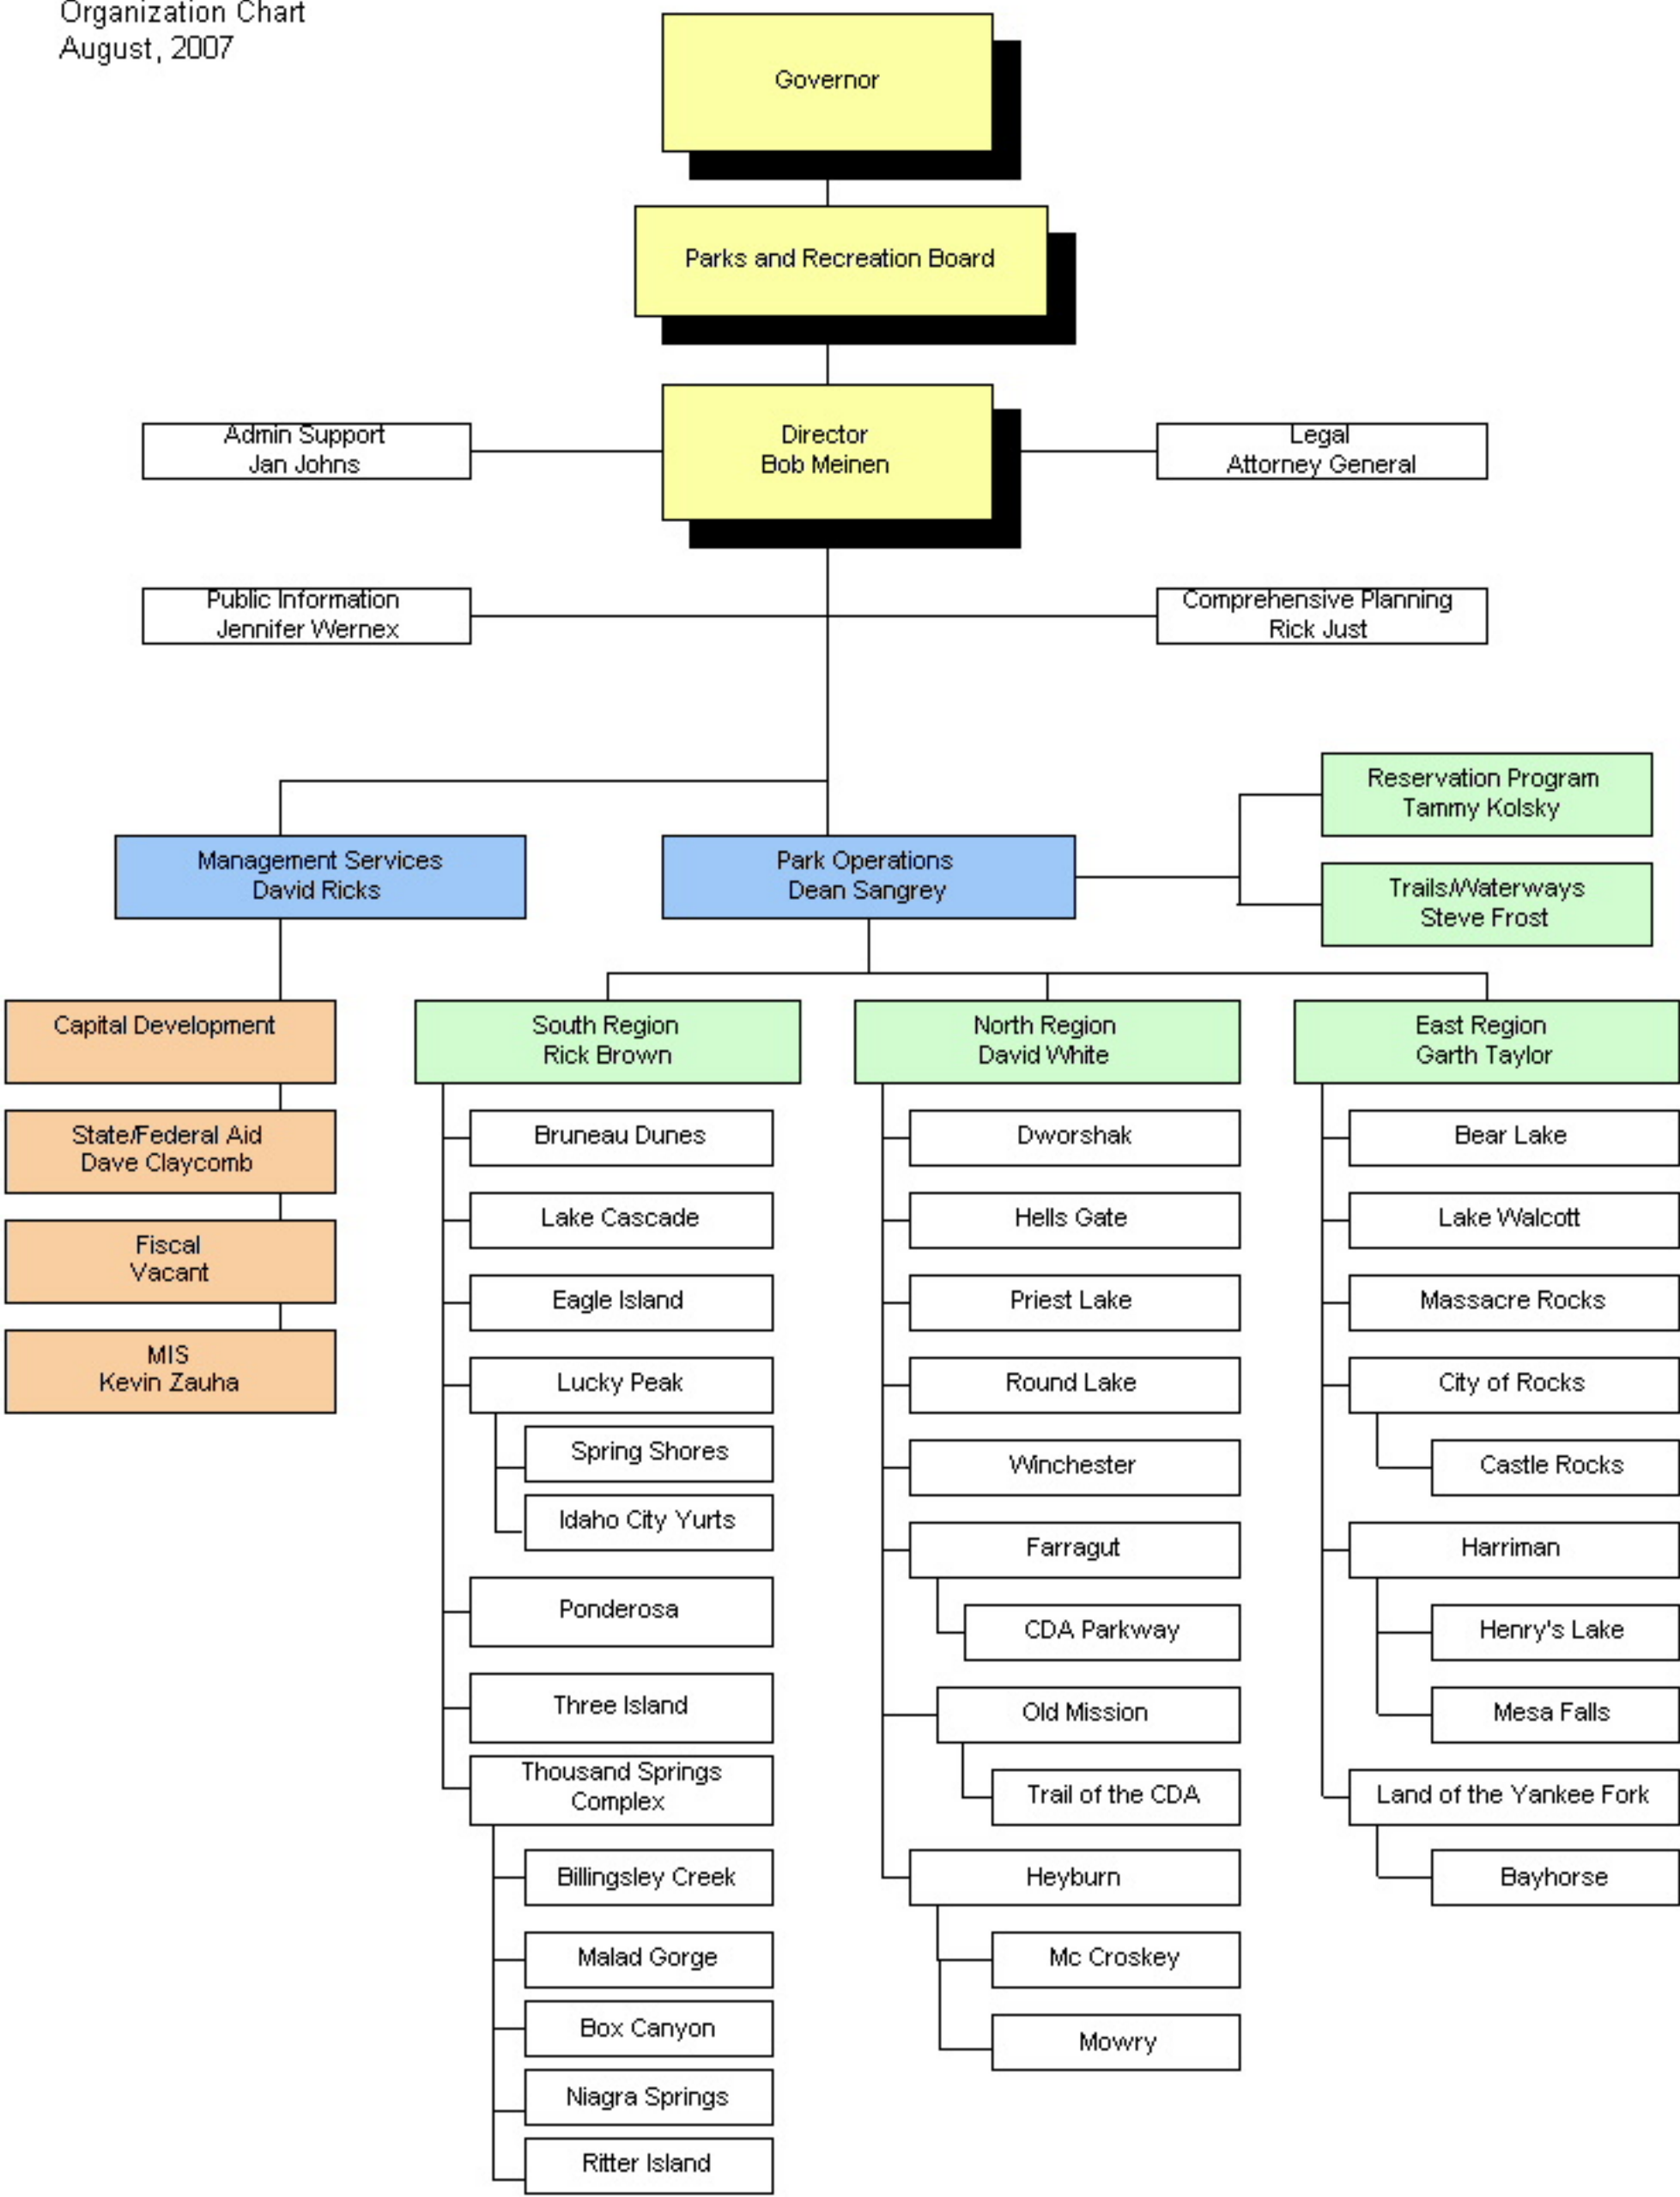 Organization Chart
August, 2007
Governor
Parks and Recreation Board
Director
Bob Meinen
Admin Support
Jan Johns
Legal
Attorney General
Public Information
Jennifer Wernex
Comprehensive Planning
Rick Just
Reservation Program
Tammy Kolsky
Trails/Waterways
Steve Frost
Management Services
David Ricks
Park Operations
Dean Sangrey
Capital Development
State/Federal Aid
Dave Claycomb
Fiscal
Vacant
MIS
Kevin Zauha
South Region
Rick Brown
Bruneau Dunes
Lake Cascade
Eagle Island
Lucky Peak
Spring Shores
Idaho City Yurts
Ponderosa
Three Island
Thousand Springs
Complex
Billingsley Creek
Malad Gorge
Box Canyon
Niagra Springs
Ritter Island
North Region
David White
Dworshak
Hells Gate
Priest Lake
Round Lake
Winchester
Farragut
CDA Parkway
Old Mission
Trail of the CDA
Heyburn
Mc Croskey
Mowry
East Region
Garth Taylor
Bear Lake
Lake Walcott
Massacre Rocks
City of Rocks
Castle Rocks
Harriman
Henry's Lake
Mesa Falls
Land of the Yankee Fork
Bayhorse